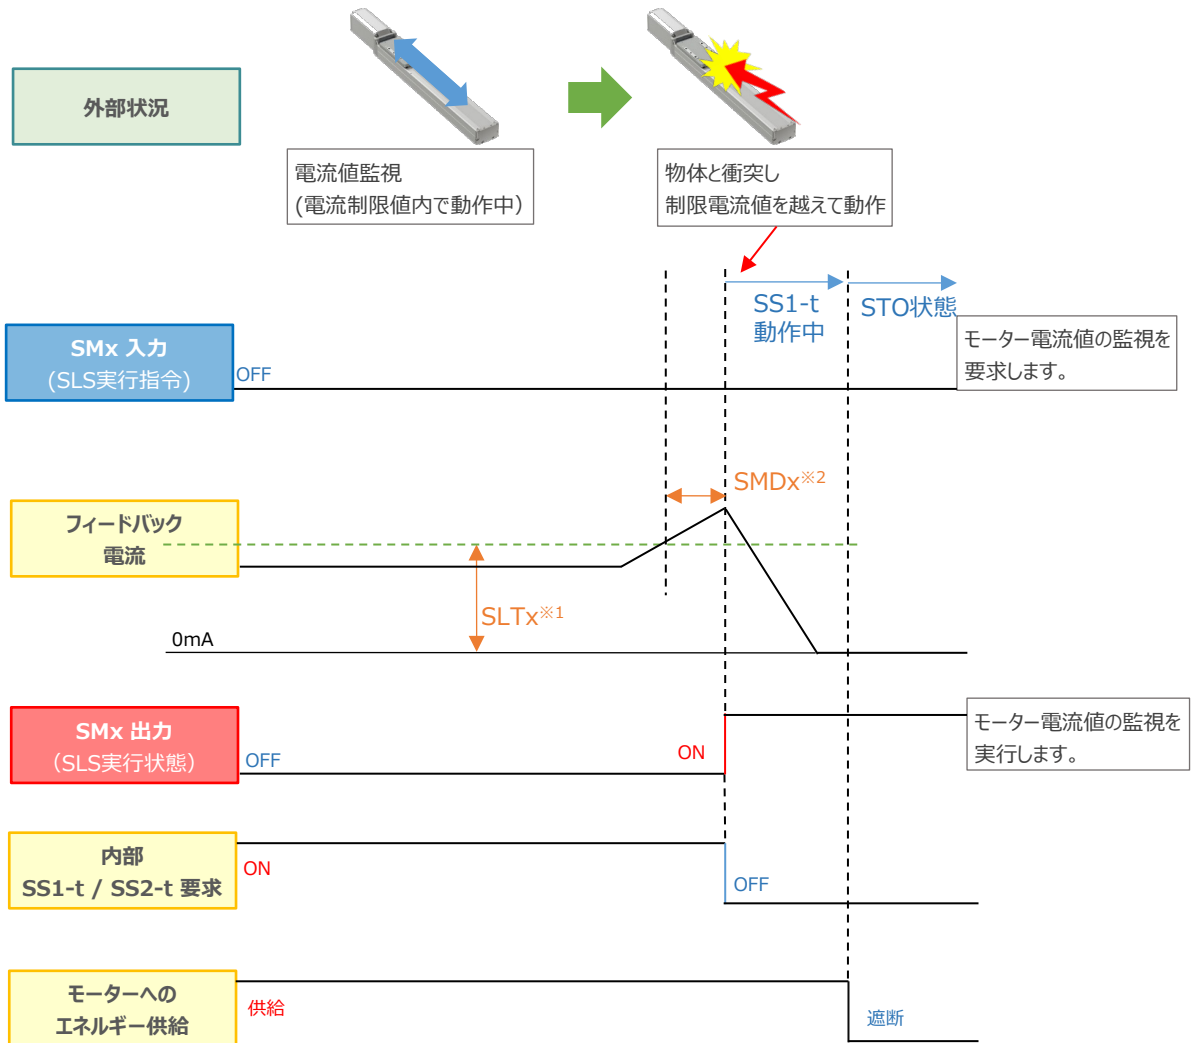 外部状況
電流値監視
(電流制限値内で動作中）
物体と衝突し
制限電流値を越えて動作
SS1-t
動作中
STO状態
SMx 入力
(SLS実行指令)
OFF
モーター電流値の監視を
要求します。
SMDx※2
フィードバック
電流
SLTx※1
0mA
SMx 出力
（SLS実行状態）
OFF
ON
モーター電流値の監視を
実行します。
内部
SS1-t / SS2-t 要求
ON
OFF
モーターへの
エネルギー供給
供給
遮断